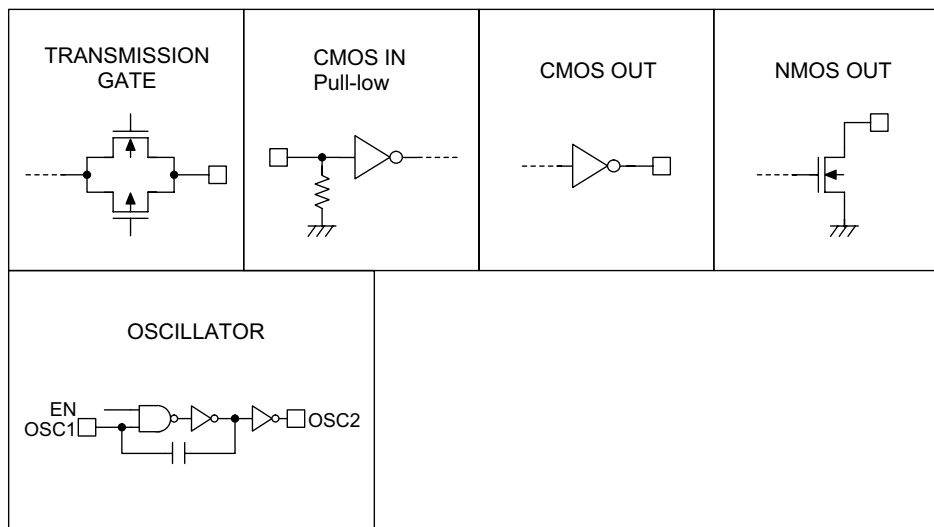 TRANSMISSION
GATE
CMOS IN
Pull-low
CMOS OUT
NMOS OUT
OSCILLATOR
EN
OSC1
OSC2